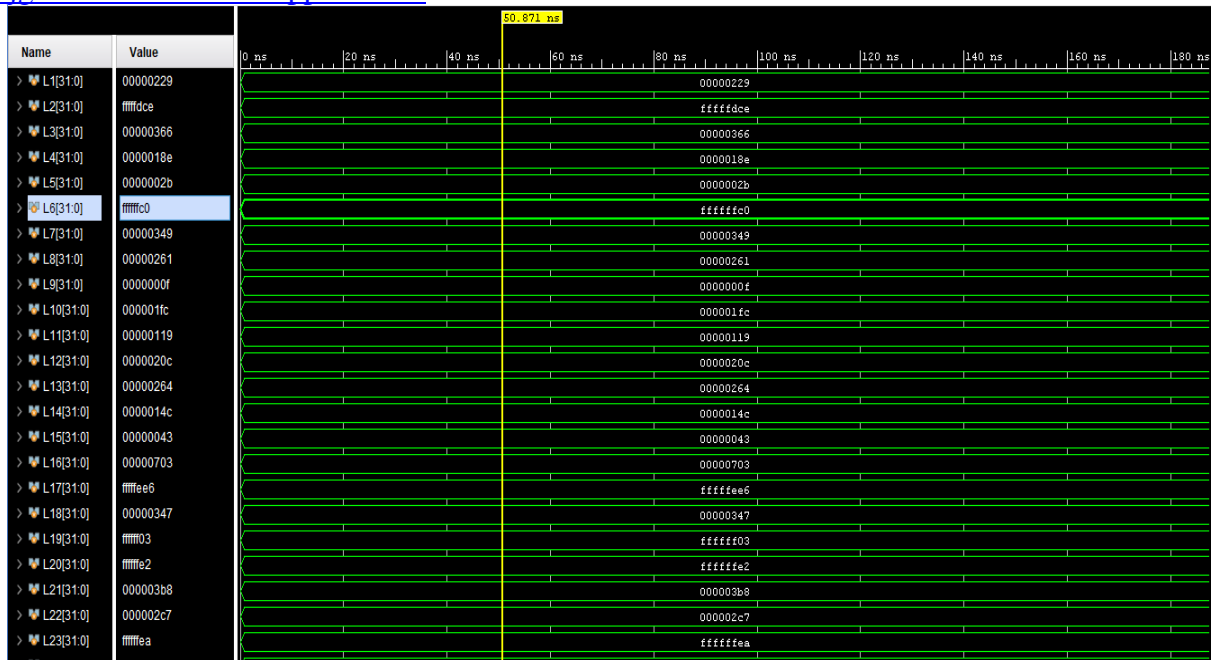 50.871 ns
Name Value 0 ns 20 ns 40 ns 60 ns 80 ns 100 ns 120 ns 140 ns 160 ns 180 ns
L1[31:0] 00000229 00000229
L2[31:0] fffffdce fffffdce
L3[31:0] 00000366 00000366
L4[31:0] 0000018e 0000018e
L5[31:0] 0000002b 0000002b
L6[31:0] ffffffc0 ffffffc0
L7[31:0] 00000349 00000349
L8[31:0] 00000261 00000261
L9[31:0] 0000000f 0000000f
L10[31:0] 000001fc 000001fc
L11[31:0] 00000119 00000119
L12[31:0] 0000020c 0000020c
L13[31:0] 00000264 00000264
L14[31:0] 0000014c 0000014c
L15[31:0] 00000043 00000043
L16[31:0] 00000703 00000703
L17[31:0] fffffee6 fffffee6
L18[31:0] 00000347 00000347
L19[31:0] ffffff03 ffffff03
L20[31:0] ffffffe2 ffffffe2
L21[31:0] 000003b8 000003b8
L22[31:0] 000002c7 000002c7
L23[31:0] ffffffea ffffffea